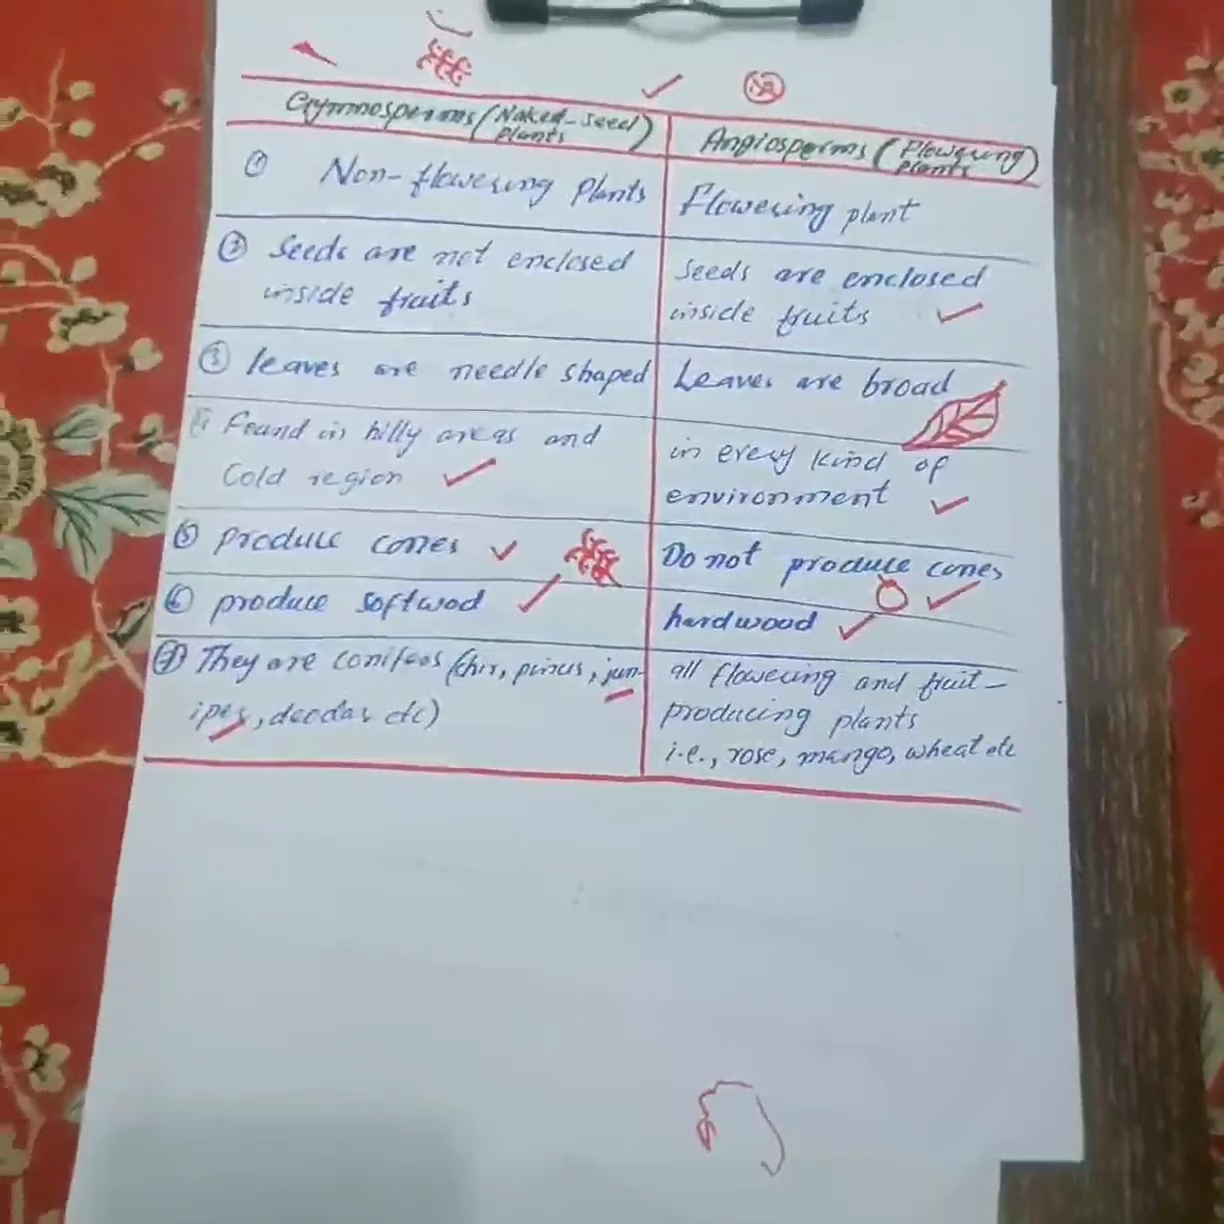 Gymnosperms (Naked-seed Plants)
Angiosperms (Flowering Plants)
① Non-flowering Plants
Flowering plant
② Seeds are not enclosed
inside fruits
seeds are enclosed
inside fruits
③ leaves are needle shaped
Leaves are broad
Found in hilly areas and
Cold region
in every kind of
environment
⑤ produce cones
Do not produce cones
⑥ produce softwod
hardwood
⑦ They are conifers (chir, pinus, jun-
iper, deodar etc)
all flowering and fruit-
producing plants
i.e., rose, mango, wheat etc